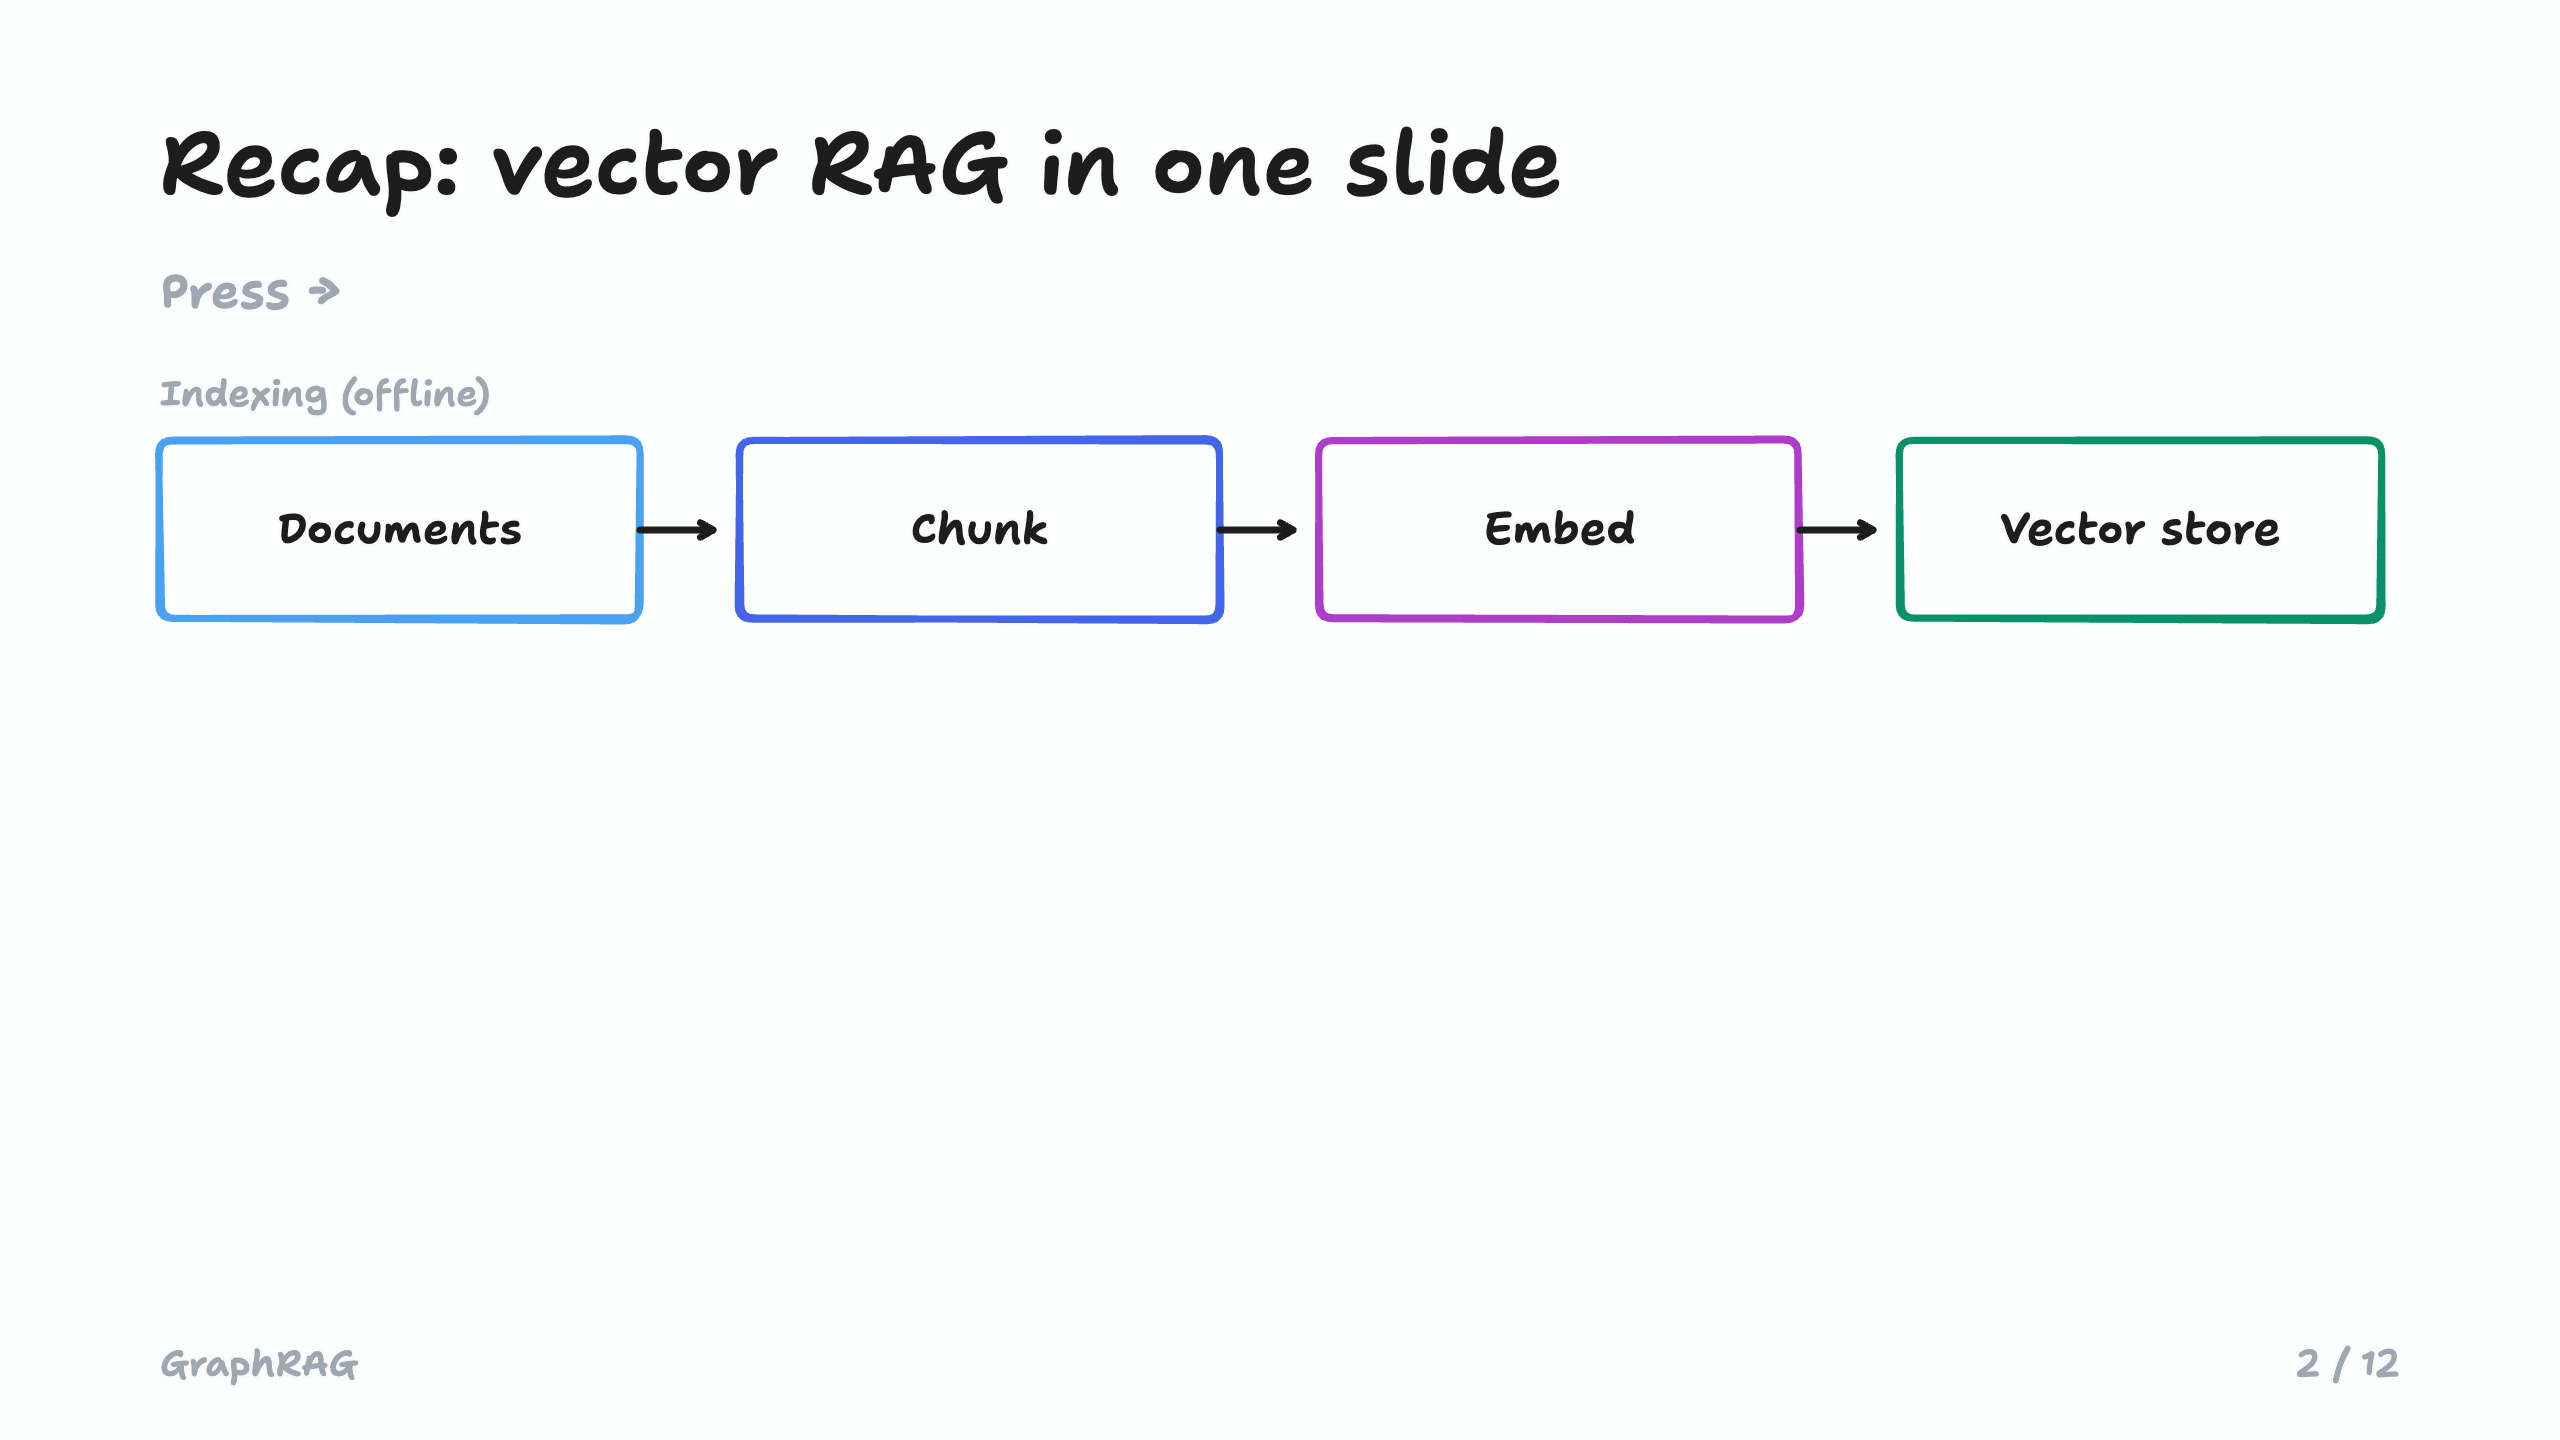 Recap: vector RAG in one slide
Press →
Indexing (offline)
Documents
Chunk
Embed
Vector store
GraphRAG
2 / 12